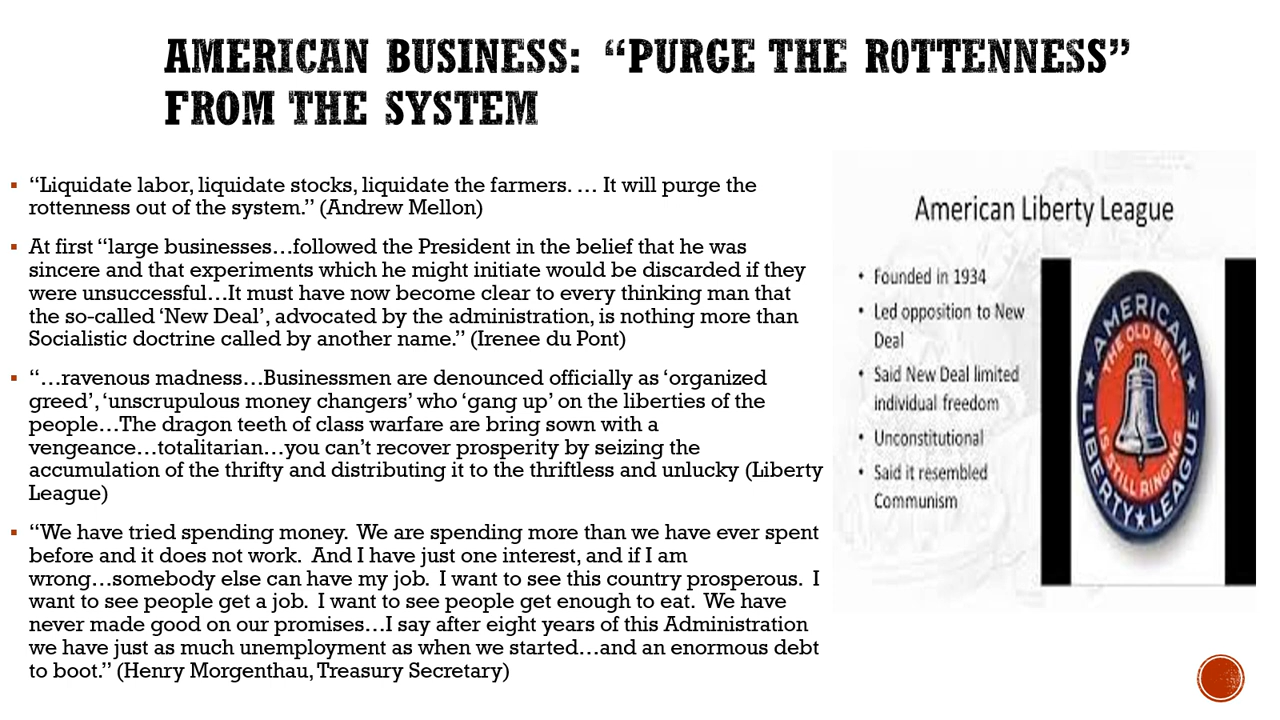 AMERICAN BUSINESS: “PURGE THE ROTTENNESS”
FROM THE SYSTEM
▪ “Liquidate labor, liquidate stocks, liquidate the farmers. … It will purge the
rottenness out of the system.” (Andrew Mellon)
▪ At first “large businesses…followed the President in the belief that he was
sincere and that experiments which he might initiate would be discarded if they
were unsuccessful…It must have now become clear to every thinking man that
the so-called ‘New Deal’, advocated by the administration, is nothing more than
Socialistic doctrine called by another name.” (Irenee du Pont)
▪ “…ravenous madness…Businessmen are denounced officially as ‘organized
greed’, ‘unscrupulous money changers’ who ‘gang up’ on the liberties of the
people…The dragon teeth of class warfare are bring sown with a
vengeance…totalitarian…you can’t recover prosperity by seizing the
accumulation of the thrifty and distributing it to the thriftless and unlucky (Liberty
League)
▪ “We have tried spending money. We are spending more than we have ever spent
before and it does not work. And I have just one interest, and if I am
wrong…somebody else can have my job. I want to see this country prosperous. I
want to see people get a job. I want to see people get enough to eat. We have
never made good on our promises…I say after eight years of this Administration
we have just as much unemployment as when we started…and an enormous debt
to boot.” (Henry Morgenthau, Treasury Secretary)
American Liberty League
• Founded in 1934
• Led opposition to New
Deal
• Said New Deal limited
individual freedom
• Unconstitutional
• Said it resembled
Communism
AMERICAN
THE OLD BELL
IS STILL RINGING
LIBERTY★LEAGUE